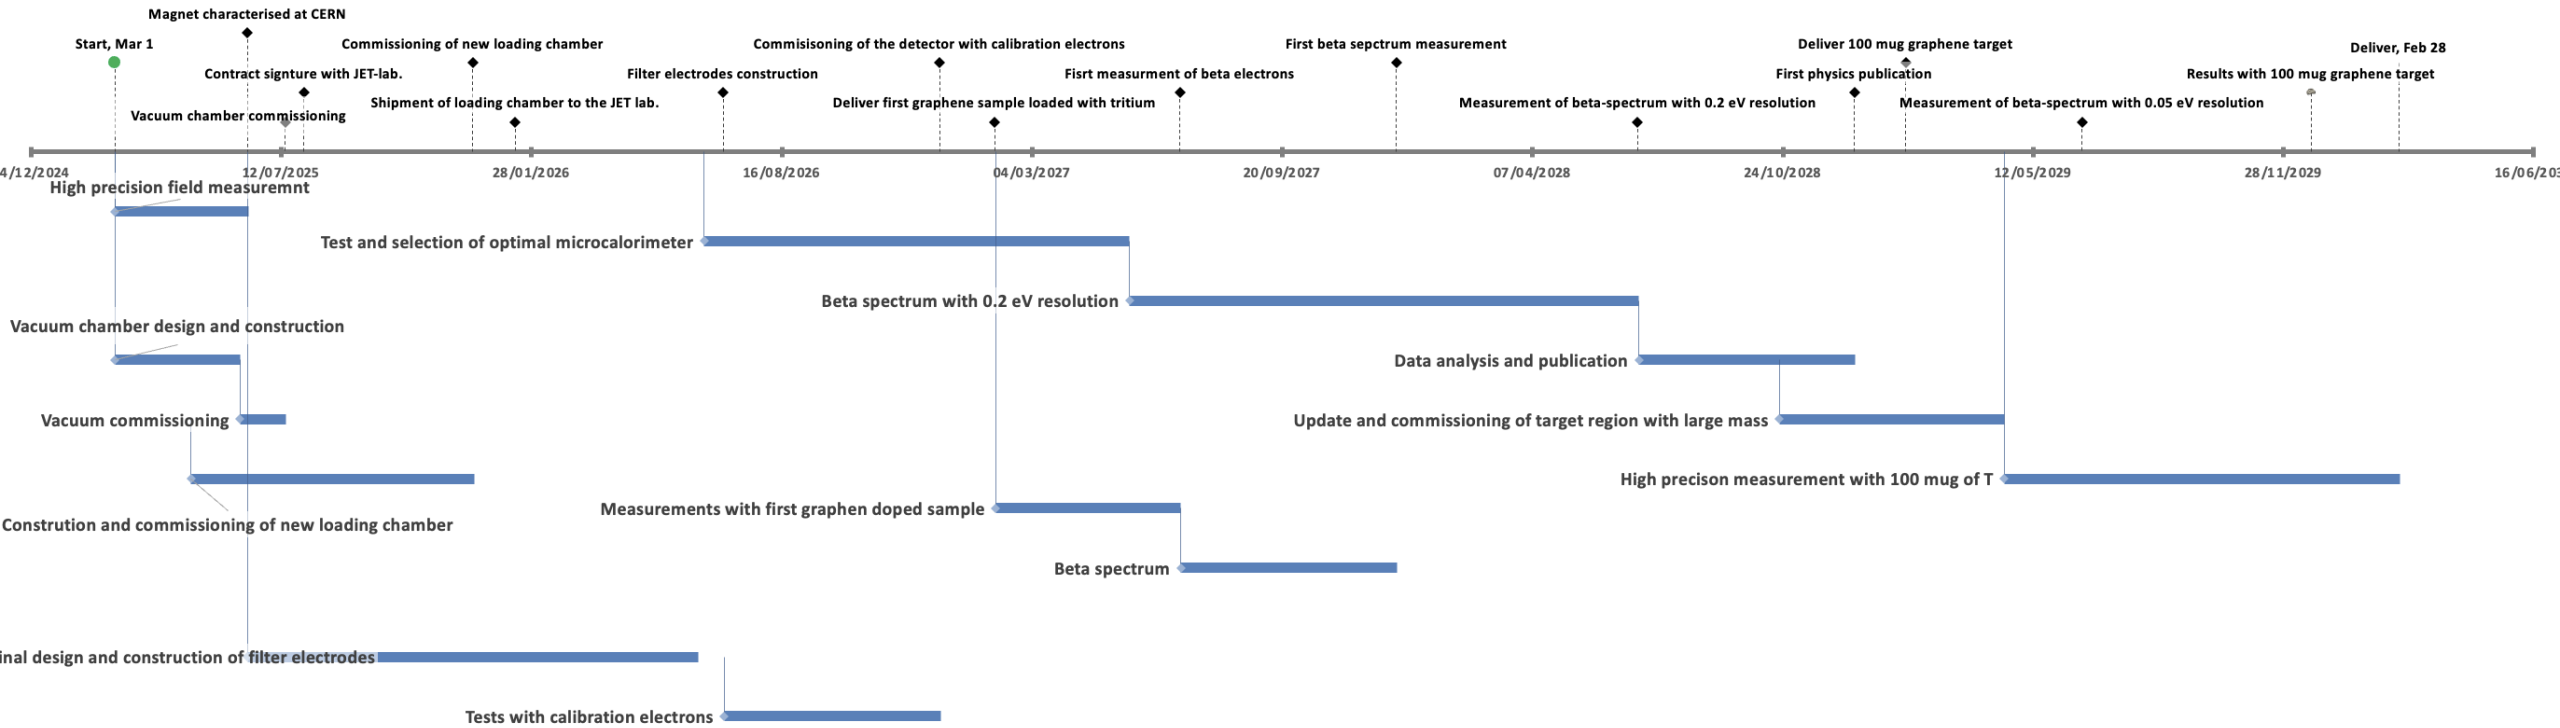 Magnet characterised at CERN
Start, Mar 1
Commissioning of new loading chamber
Commisoning of the detector with calibration electrons
First beta sepctrum measurement
Deliver 100 mug graphene target
Deliver, Feb 28
Contract signture with JET-lab.
Filter electrodes construction
Fisrt measurment of beta electrons
First physics publication
Results with 100 mug graphene target
Vacuum chamber commissioning
Shipment of loading chamber to the JET lab.
Deliver first graphene sample loaded with tritium
Measurement of beta-spectrum with 0.2 eV resolution
Measurement of beta-spectrum with 0.05 eV resolution
4/12/2024
12/07/2025
28/01/2026
16/08/2026
04/03/2027
20/09/2027
07/04/2028
24/10/2028
12/05/2029
28/11/2029
16/06/203
High precision field measuremnt
Test and selection of optimal microcalorimeter
Beta spectrum with 0.2 eV resolution
Vacuum chamber design and construction
Data analysis and publication
Vacuum commissioning
Update and commissioning of target region with large mass
High precison measurement with 100 mug of T
Measurements with first graphen doped sample
Constrution and commissioning of new loading chamber
Beta spectrum
inal design and construction of filter electrodes
Tests with calibration electrons